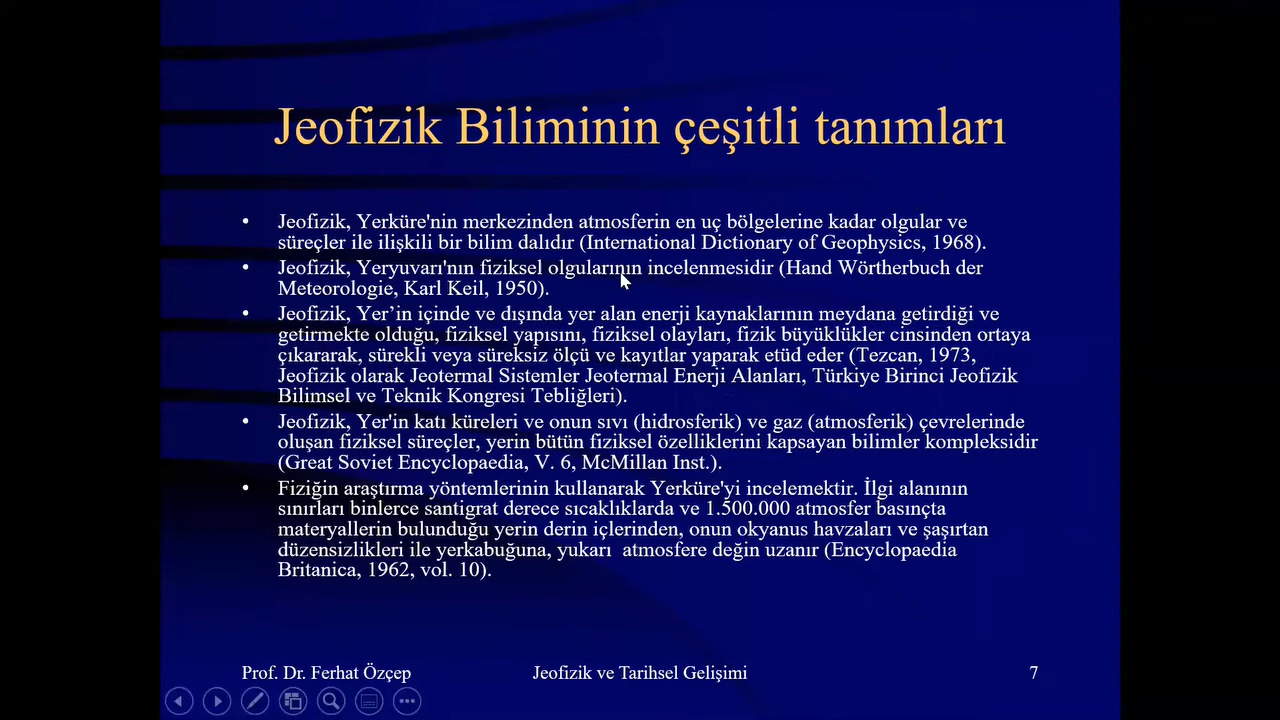 Jeofizik Biliminin çeşitli tanımları
• Jeofizik, Yerküre'nin merkezinden atmosferin en uç bölgelerine kadar olgular ve
süreçler ile ilişkili bir bilim dalıdır (International Dictionary of Geophysics, 1968).
• Jeofizik, Yeryuvarı'nın fiziksel olgularının incelenmesidir (Hand Wörtherbuch der
Meteorologie, Karl Keil, 1950).
• Jeofizik, Yer’in içinde ve dışında yer alan enerji kaynaklarının meydana getirdiği ve
getirmekte olduğu, fiziksel yapısını, fiziksel olayları, fizik büyüklükler cinsinden ortaya
çıkararak, sürekli veya süreksiz ölçü ve kayıtlar yaparak etüd eder (Tezcan, 1973,
Jeofizik olarak Jeotermal Sistemler Jeotermal Enerji Alanları, Türkiye Birinci Jeofizik
Bilimsel ve Teknik Kongresi Tebliğleri).
• Jeofizik, Yer'in katı küreleri ve onun sıvı (hidrosferik) ve gaz (atmosferik) çevrelerinde
oluşan fiziksel süreçler, yerin bütün fiziksel özelliklerini kapsayan bilimler kompleksidir
(Great Soviet Encyclopaedia, V. 6, McMillan Inst.).
• Fiziğin araştırma yöntemlerinin kullanarak Yerküre'yi incelemektir. İlgi alanının
sınırları binlerce santigrat derece sıcaklıklarda ve 1.500.000 atmosfer basınçta
materyallerin bulunduğu yerin derin içlerinden, onun okyanus havzaları ve şaşırtan
düzensizlikleri ile yerkabuğuna, yukarı  atmosfere değin uzanır (Encyclopaedia
Britanica, 1962, vol. 10).
Prof. Dr. Ferhat Özçep
Jeofizik ve Tarihsel Gelişimi
7